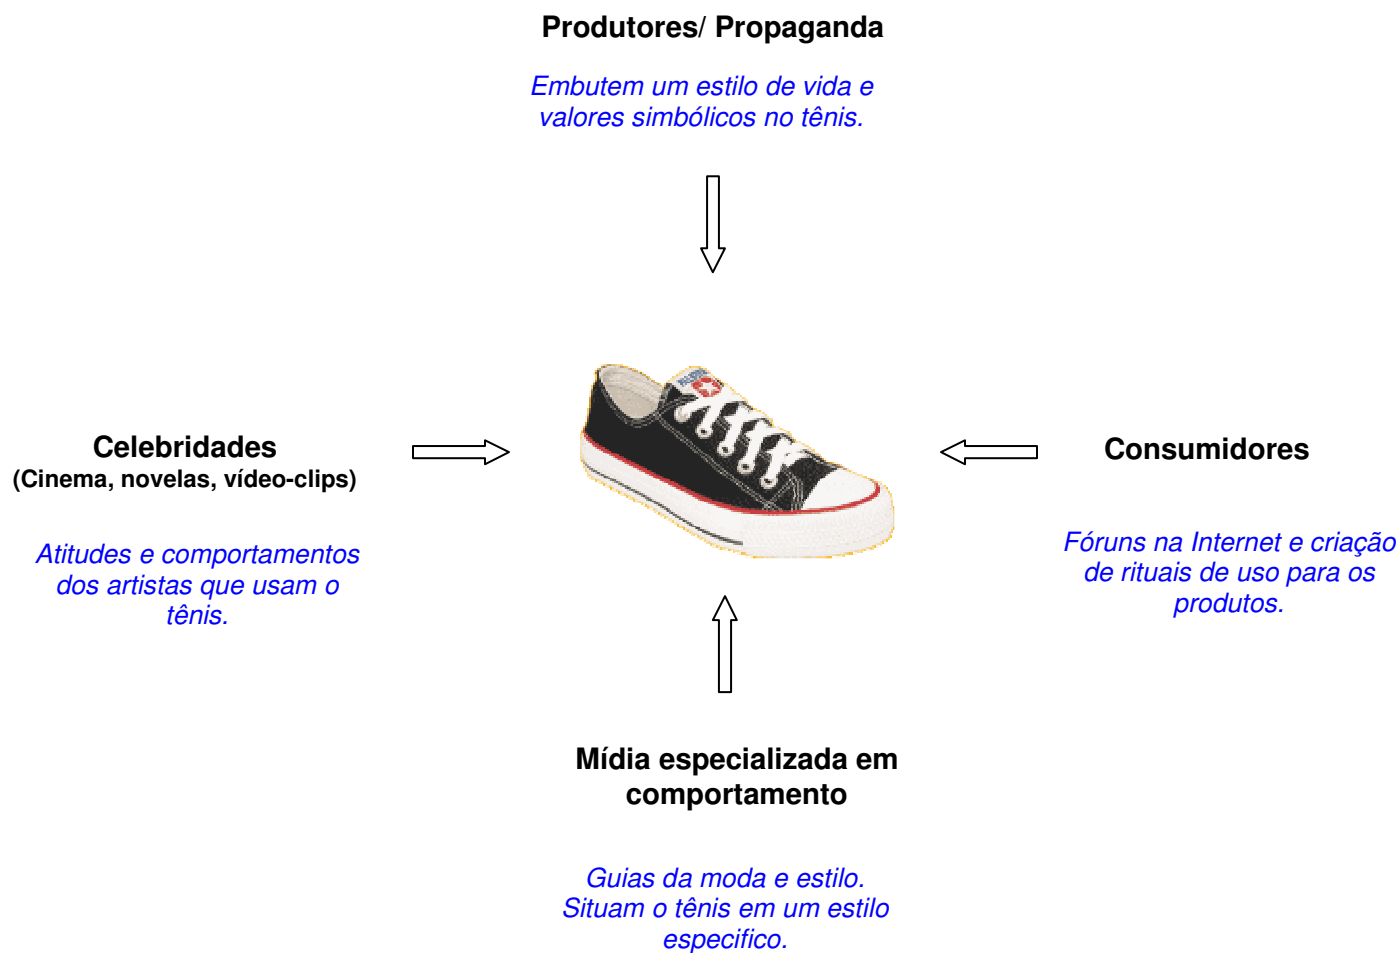 Produtores/ Propaganda
Embutem um estilo de vida e
valores simbólicos no tênis.
Celebridades
(Cinema, novelas, vídeo-clips)
Atitudes e comportamentos
dos artistas que usam o
tênis.
Consumidores
Fóruns na Internet e criação
de rituais de uso para os
produtos.
Mídia especializada em
comportamento
Guias da moda e estilo.
Situam o tênis em um estilo
especifico.